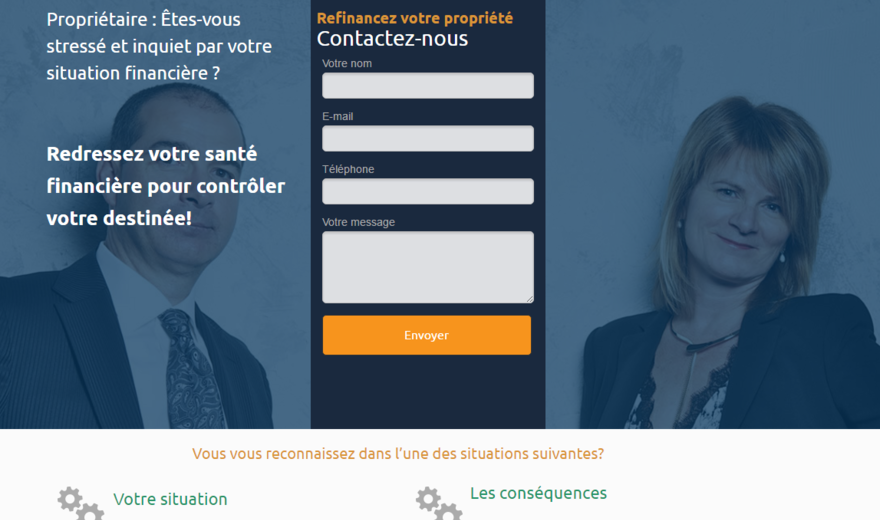 Propriétaire : Êtes-vous
stressé et inquiet par votre
situation financière ?
Redressez votre santé
financière pour contrôler
votre destinée!
Refinancez votre propriété
Contactez-nous
Votre nom
E-mail
Téléphone
Votre message
Envoyer
Vous vous reconnaissez dans l'une des situations suivantes?
Votre situation
Les conséquences